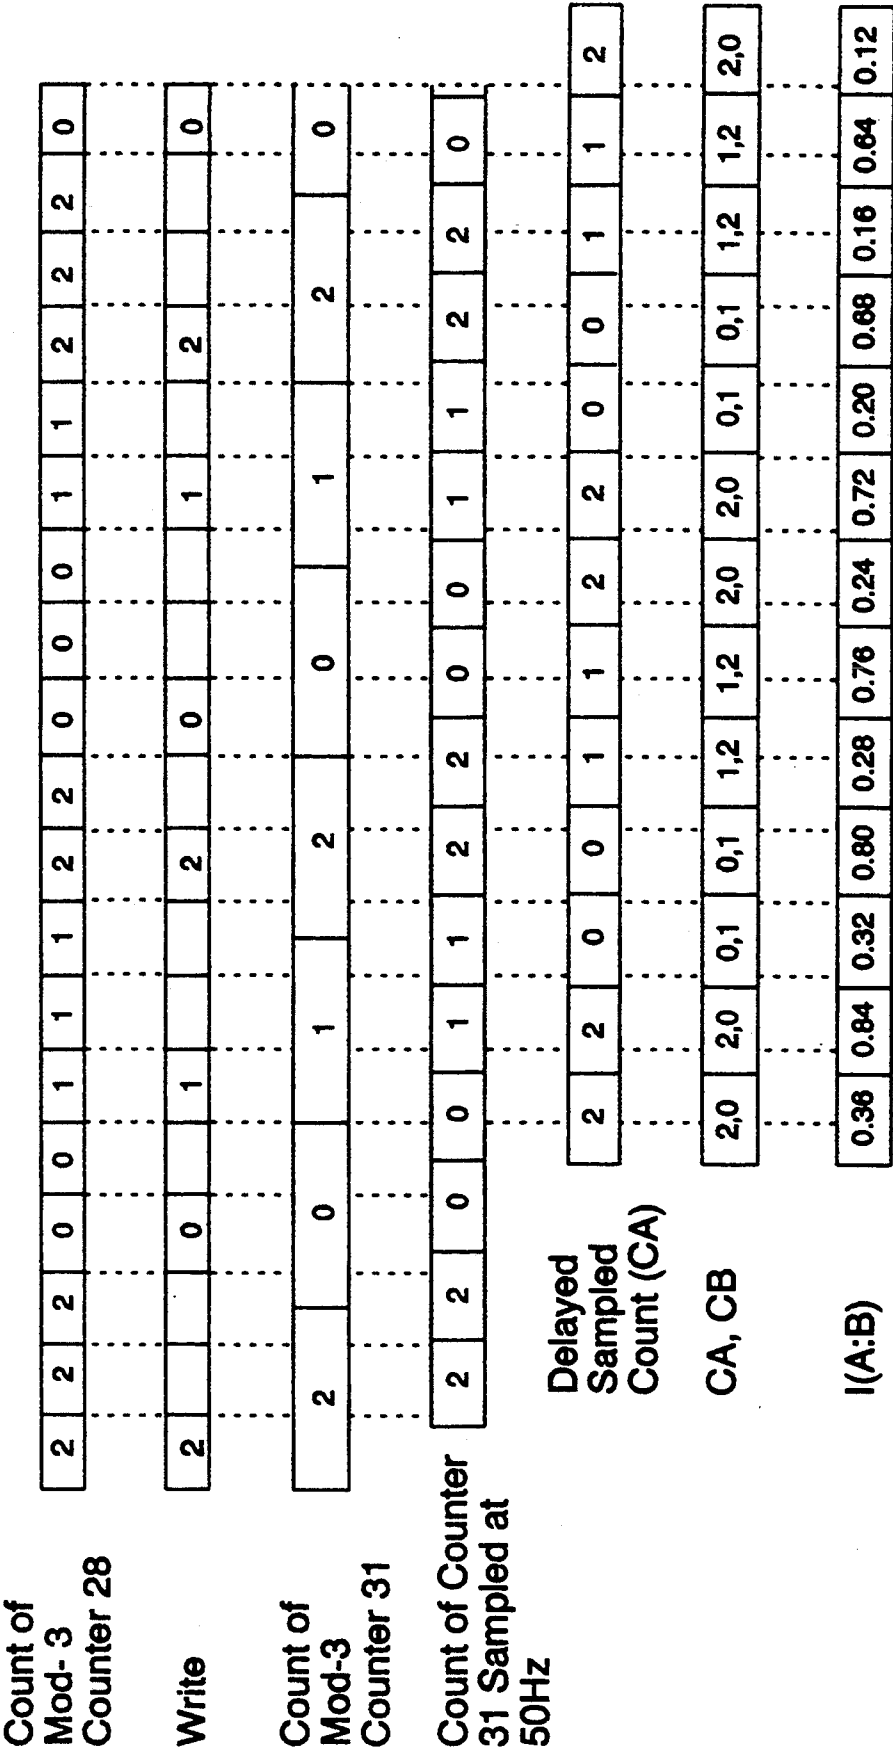 Count of
Mod- 3
Counter 28
2 2 2 0 0 1 1 1 2 2 0 0 0 1 1 2 2 2 0
Write
2 0 1 2 0 1 2 0
Count of
Mod-3
Counter 31
2 0 1 2 0 1 2 0
Count of Counter
31 Sampled at
50Hz
2 2 0 0 1 1 2 2 0 0 1 1 2 2 0
Delayed
Sampled
Count (CA)
2 2 0 0 1 1 2 2 0 0 1 1 2
CA, CB
2,0 2,0 0,1 0,1 1,2 1,2 2,0 2,0 0,1 0,1 1,2 1,2 2,0
I(A:B)
0.36 0.84 0.32 0.80 0.28 0.76 0.24 0.72 0.20 0.68 0.16 0.64 0.12